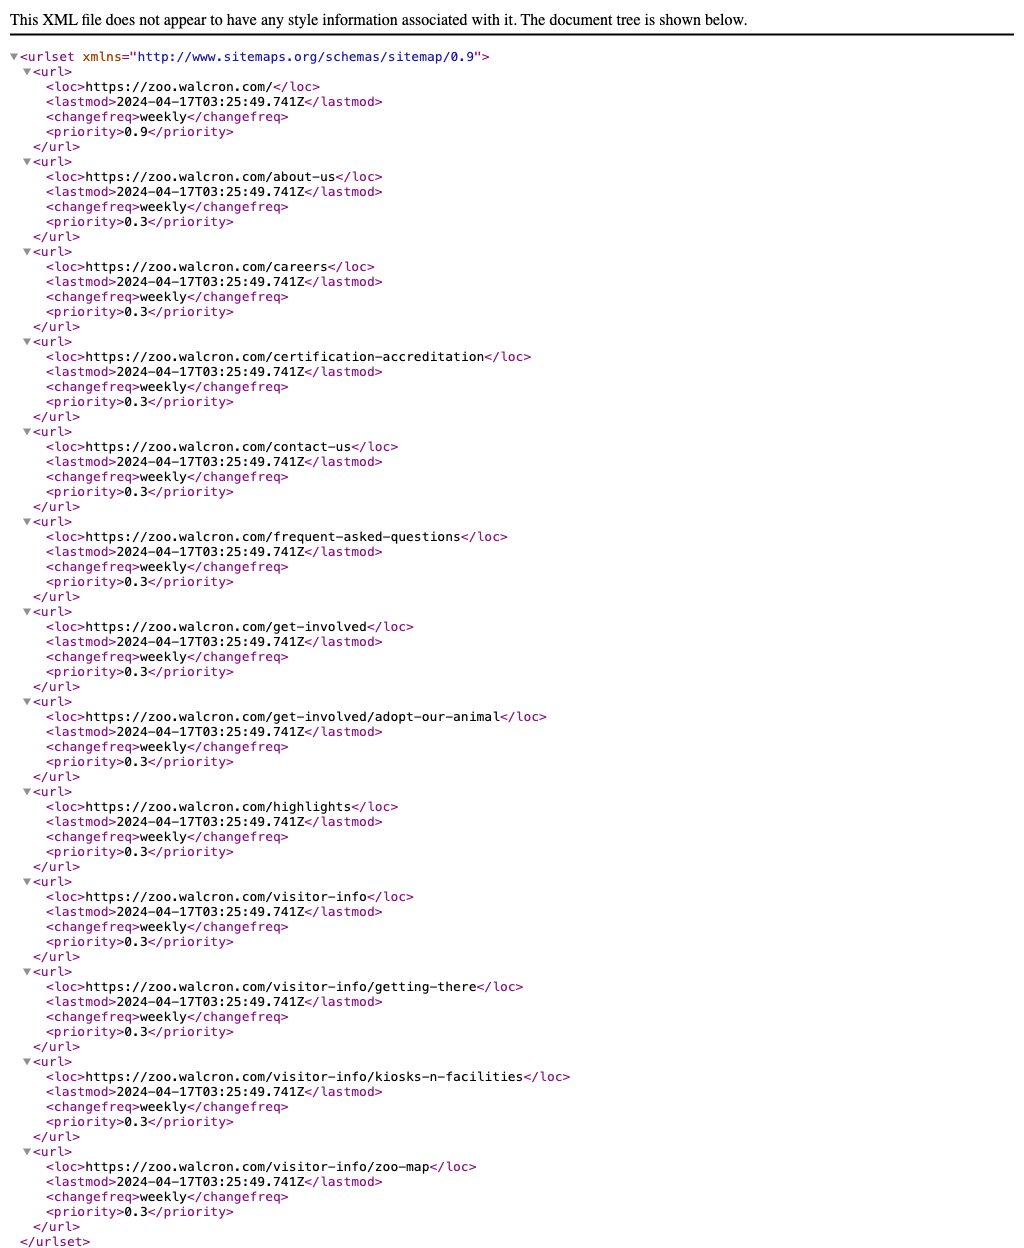 This XML file does not appear to have any style information associated with it. The document tree is shown below.
▼<urlset xmlns="http://www.sitemaps.org/schemas/sitemap/0.9">
▼<url>
<loc>https://zoo.walcron.com/</loc>
<lastmod>2024-04-17T03:25:49.741Z</lastmod>
<changefreq>weekly</changefreq>
<priority>0.9</priority>
</url>
▼<url>
<loc>https://zoo.walcron.com/about-us</loc>
<lastmod>2024-04-17T03:25:49.741Z</lastmod>
<changefreq>weekly</changefreq>
<priority>0.3</priority>
</url>
▼<url>
<loc>https://zoo.walcron.com/careers</loc>
<lastmod>2024-04-17T03:25:49.741Z</lastmod>
<changefreq>weekly</changefreq>
<priority>0.3</priority>
</url>
▼<url>
<loc>https://zoo.walcron.com/certification-accreditation</loc>
<lastmod>2024-04-17T03:25:49.741Z</lastmod>
<changefreq>weekly</changefreq>
<priority>0.3</priority>
</url>
▼<url>
<loc>https://zoo.walcron.com/contact-us</loc>
<lastmod>2024-04-17T03:25:49.741Z</lastmod>
<changefreq>weekly</changefreq>
<priority>0.3</priority>
</url>
▼<url>
<loc>https://zoo.walcron.com/frequent-asked-questions</loc>
<lastmod>2024-04-17T03:25:49.741Z</lastmod>
<changefreq>weekly</changefreq>
<priority>0.3</priority>
</url>
▼<url>
<loc>https://zoo.walcron.com/get-involved</loc>
<lastmod>2024-04-17T03:25:49.741Z</lastmod>
<changefreq>weekly</changefreq>
<priority>0.3</priority>
</url>
▼<url>
<loc>https://zoo.walcron.com/get-involved/adopt-our-animal</loc>
<lastmod>2024-04-17T03:25:49.741Z</lastmod>
<changefreq>weekly</changefreq>
<priority>0.3</priority>
</url>
▼<url>
<loc>https://zoo.walcron.com/highlights</loc>
<lastmod>2024-04-17T03:25:49.741Z</lastmod>
<changefreq>weekly</changefreq>
<priority>0.3</priority>
</url>
▼<url>
<loc>https://zoo.walcron.com/visitor-info</loc>
<lastmod>2024-04-17T03:25:49.741Z</lastmod>
<changefreq>weekly</changefreq>
<priority>0.3</priority>
</url>
▼<url>
<loc>https://zoo.walcron.com/visitor-info/getting-there</loc>
<lastmod>2024-04-17T03:25:49.741Z</lastmod>
<changefreq>weekly</changefreq>
<priority>0.3</priority>
</url>
▼<url>
<loc>https://zoo.walcron.com/visitor-info/kiosks-n-facilities</loc>
<lastmod>2024-04-17T03:25:49.741Z</lastmod>
<changefreq>weekly</changefreq>
<priority>0.3</priority>
</url>
▼<url>
<loc>https://zoo.walcron.com/visitor-info/zoo-map</loc>
<lastmod>2024-04-17T03:25:49.741Z</lastmod>
<changefreq>weekly</changefreq>
<priority>0.3</priority>
</url>
</urlset>